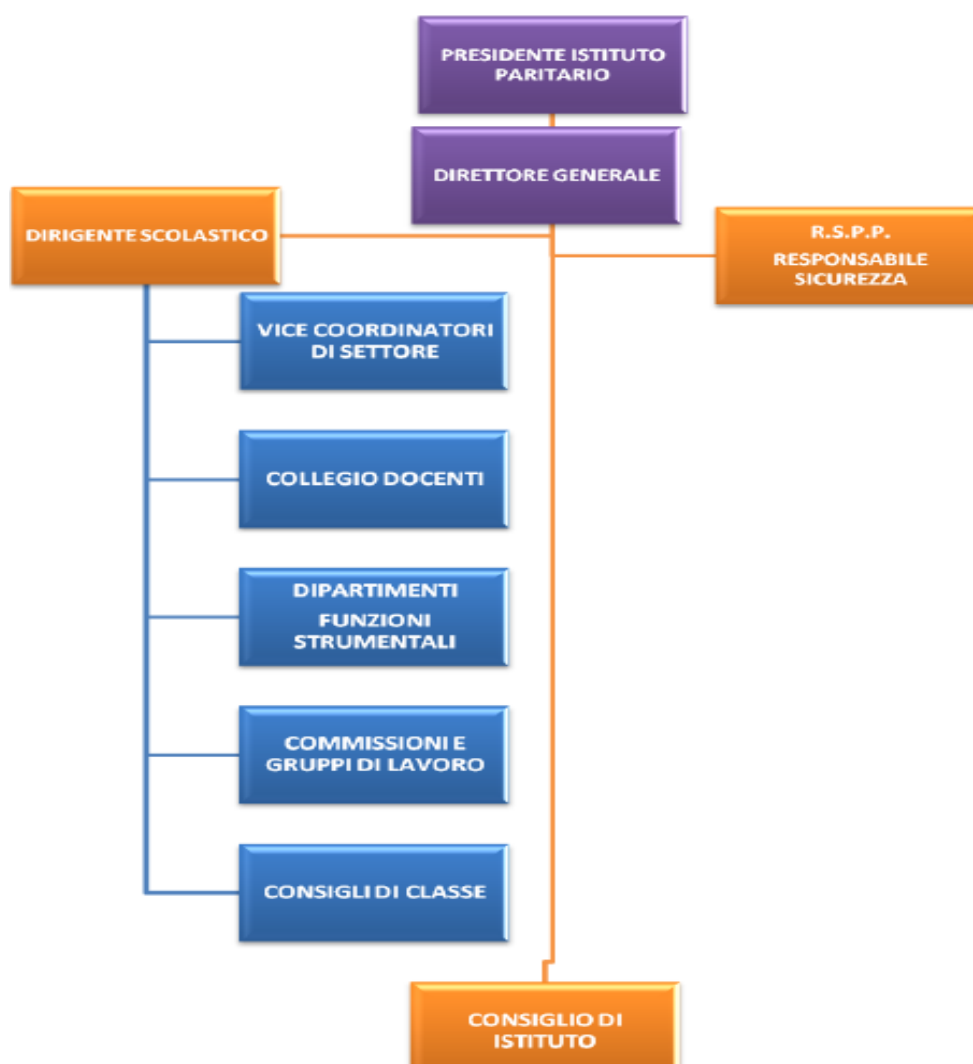 PRESIDENTE ISTITUTO
PARITARIO
DIRETTORE GENERALE
DIRIGENTE SCOLASTICO
R.S.P.P.
RESPONSABILE
SICUREZZA
VICE COORDINATORI
DI SETTORE
COLLEGIO DOCENTI
DIPARTIMENTI
FUNZIONI
STRUMENTALI
COMMISSIONI E
GRUPPI DI LAVORO
CONSIGLI DI CLASSE
CONSIGLIO DI
ISTITUTO